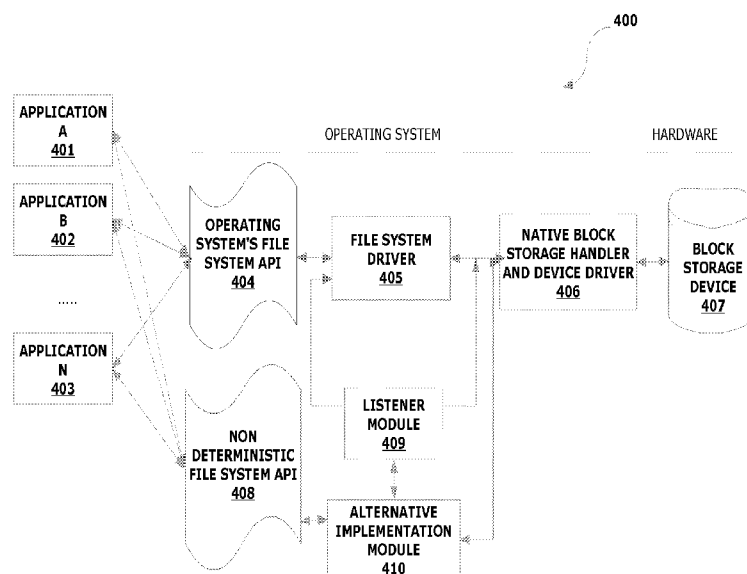 400
OPERATING SYSTEM
HARDWARE
APPLICATION
A
401
APPLICATION
B
402
.....
APPLICATION
N
403
OPERATING
SYSTEM'S FILE
SYSTEM API
404
FILE SYSTEM
DRIVER
405
NATIVE BLOCK
STORAGE HANDLER
AND DEVICE DRIVER
406
BLOCK
STORAGE
DEVICE
407
NON
DETERMINISTIC
FILE SYSTEM API
408
LISTENER
MODULE
409
ALTERNATIVE
IMPLEMENTATION
MODULE
410